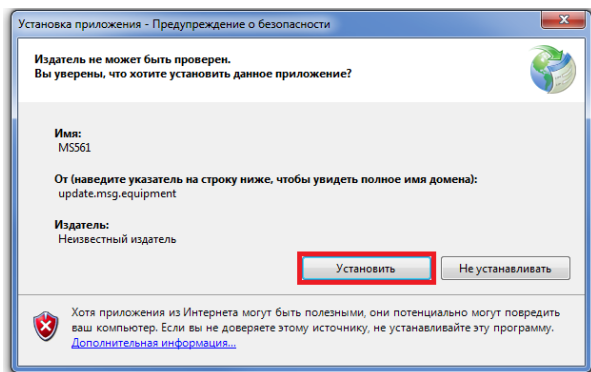 Установка приложения - Предупреждение о безопасности
Издатель не может быть проверен.
Вы уверены, что хотите установить данное приложение?
Имя:
MS561
От (наведите указатель на строку ниже, чтобы увидеть полное имя домена):
update.msg.equipment
Издатель:
Неизвестный издатель
Установить
Не устанавливать
Хотя приложения из Интернета могут быть полезными, они потенциально могут повредить
ваш компьютер. Если вы не доверяете этому источнику, не устанавливайте эту программу.
Дополнительная информация...